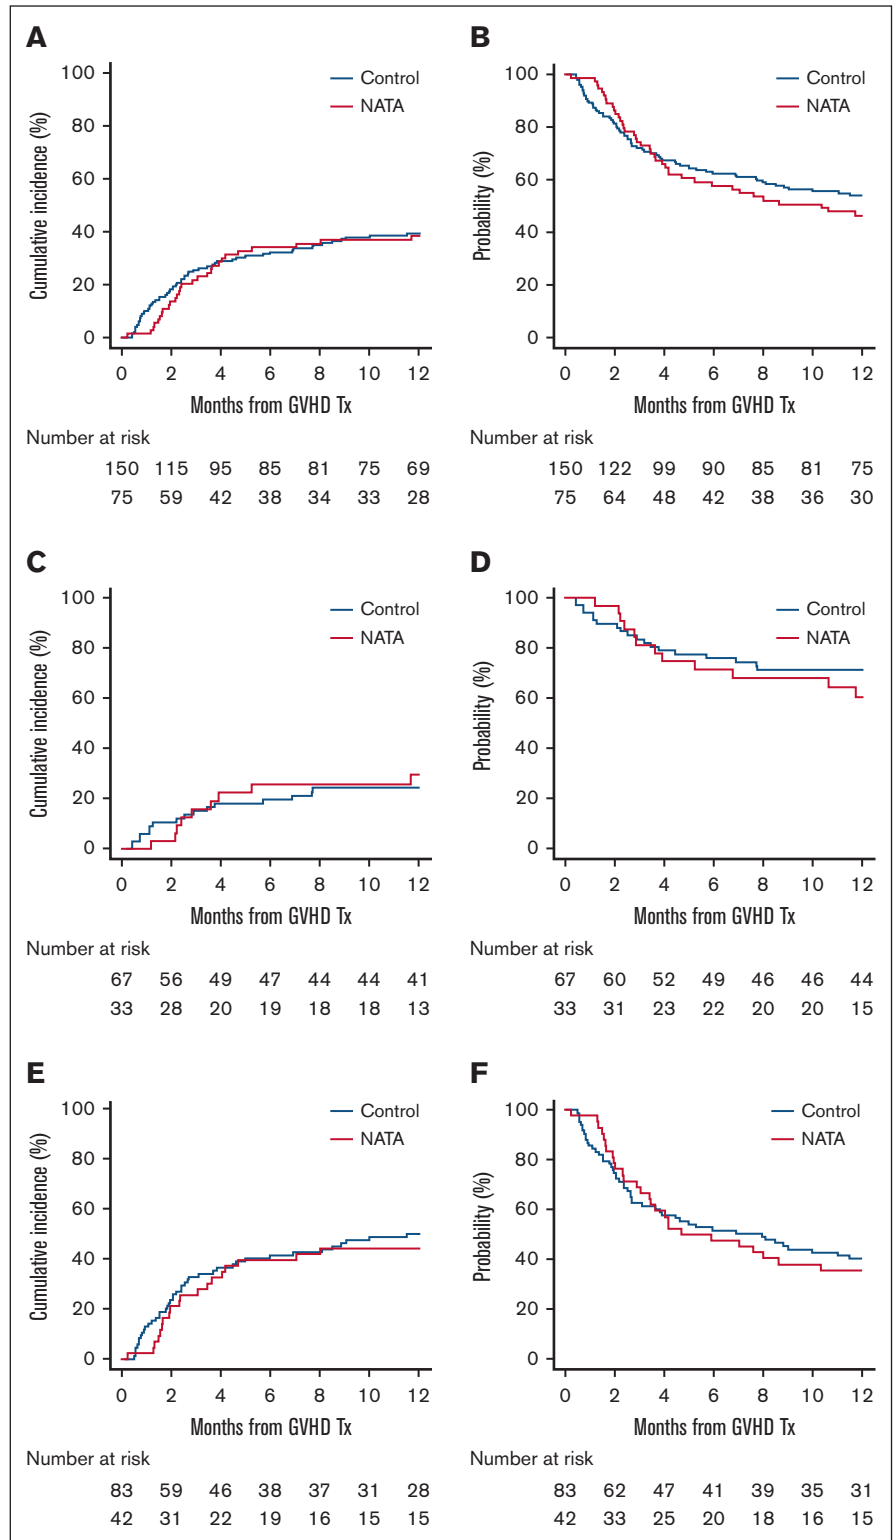 A
Cumulative incidence (%)
100
80
60
40
20
0
Control
NATA
0 2 4 6 8 10 12
Months from GVHD Tx
Number at risk
150 115 95 85 81 75 69
75 59 42 38 34 33 28
B
Probability (%)
100
80
60
40
20
0
Control
NATA
0 2 4 6 8 10 12
Months from GVHD Tx
Number at risk
150 122 99 90 85 81 75
75 64 48 42 38 36 30
C
Cumulative incidence (%)
100
80
60
40
20
0
Control
NATA
0 2 4 6 8 10 12
Months from GVHD Tx
Number at risk
67 56 49 47 44 44 41
33 28 20 19 18 18 13
D
Probability (%)
100
80
60
40
20
0
Control
NATA
0 2 4 6 8 10 12
Months from GVHD Tx
Number at risk
67 60 52 49 46 46 44
33 31 23 22 20 20 15
E
Cumulative incidence (%)
100
80
60
40
20
0
Control
NATA
0 2 4 6 8 10 12
Months from GVHD Tx
Number at risk
83 59 46 38 37 31 28
42 31 22 19 16 15 15
F
Probability (%)
100
80
60
40
20
0
Control
NATA
0 2 4 6 8 10 12
Months from GVHD Tx
Number at risk
83 62 47 41 39 35 31
42 33 25 20 18 16 15